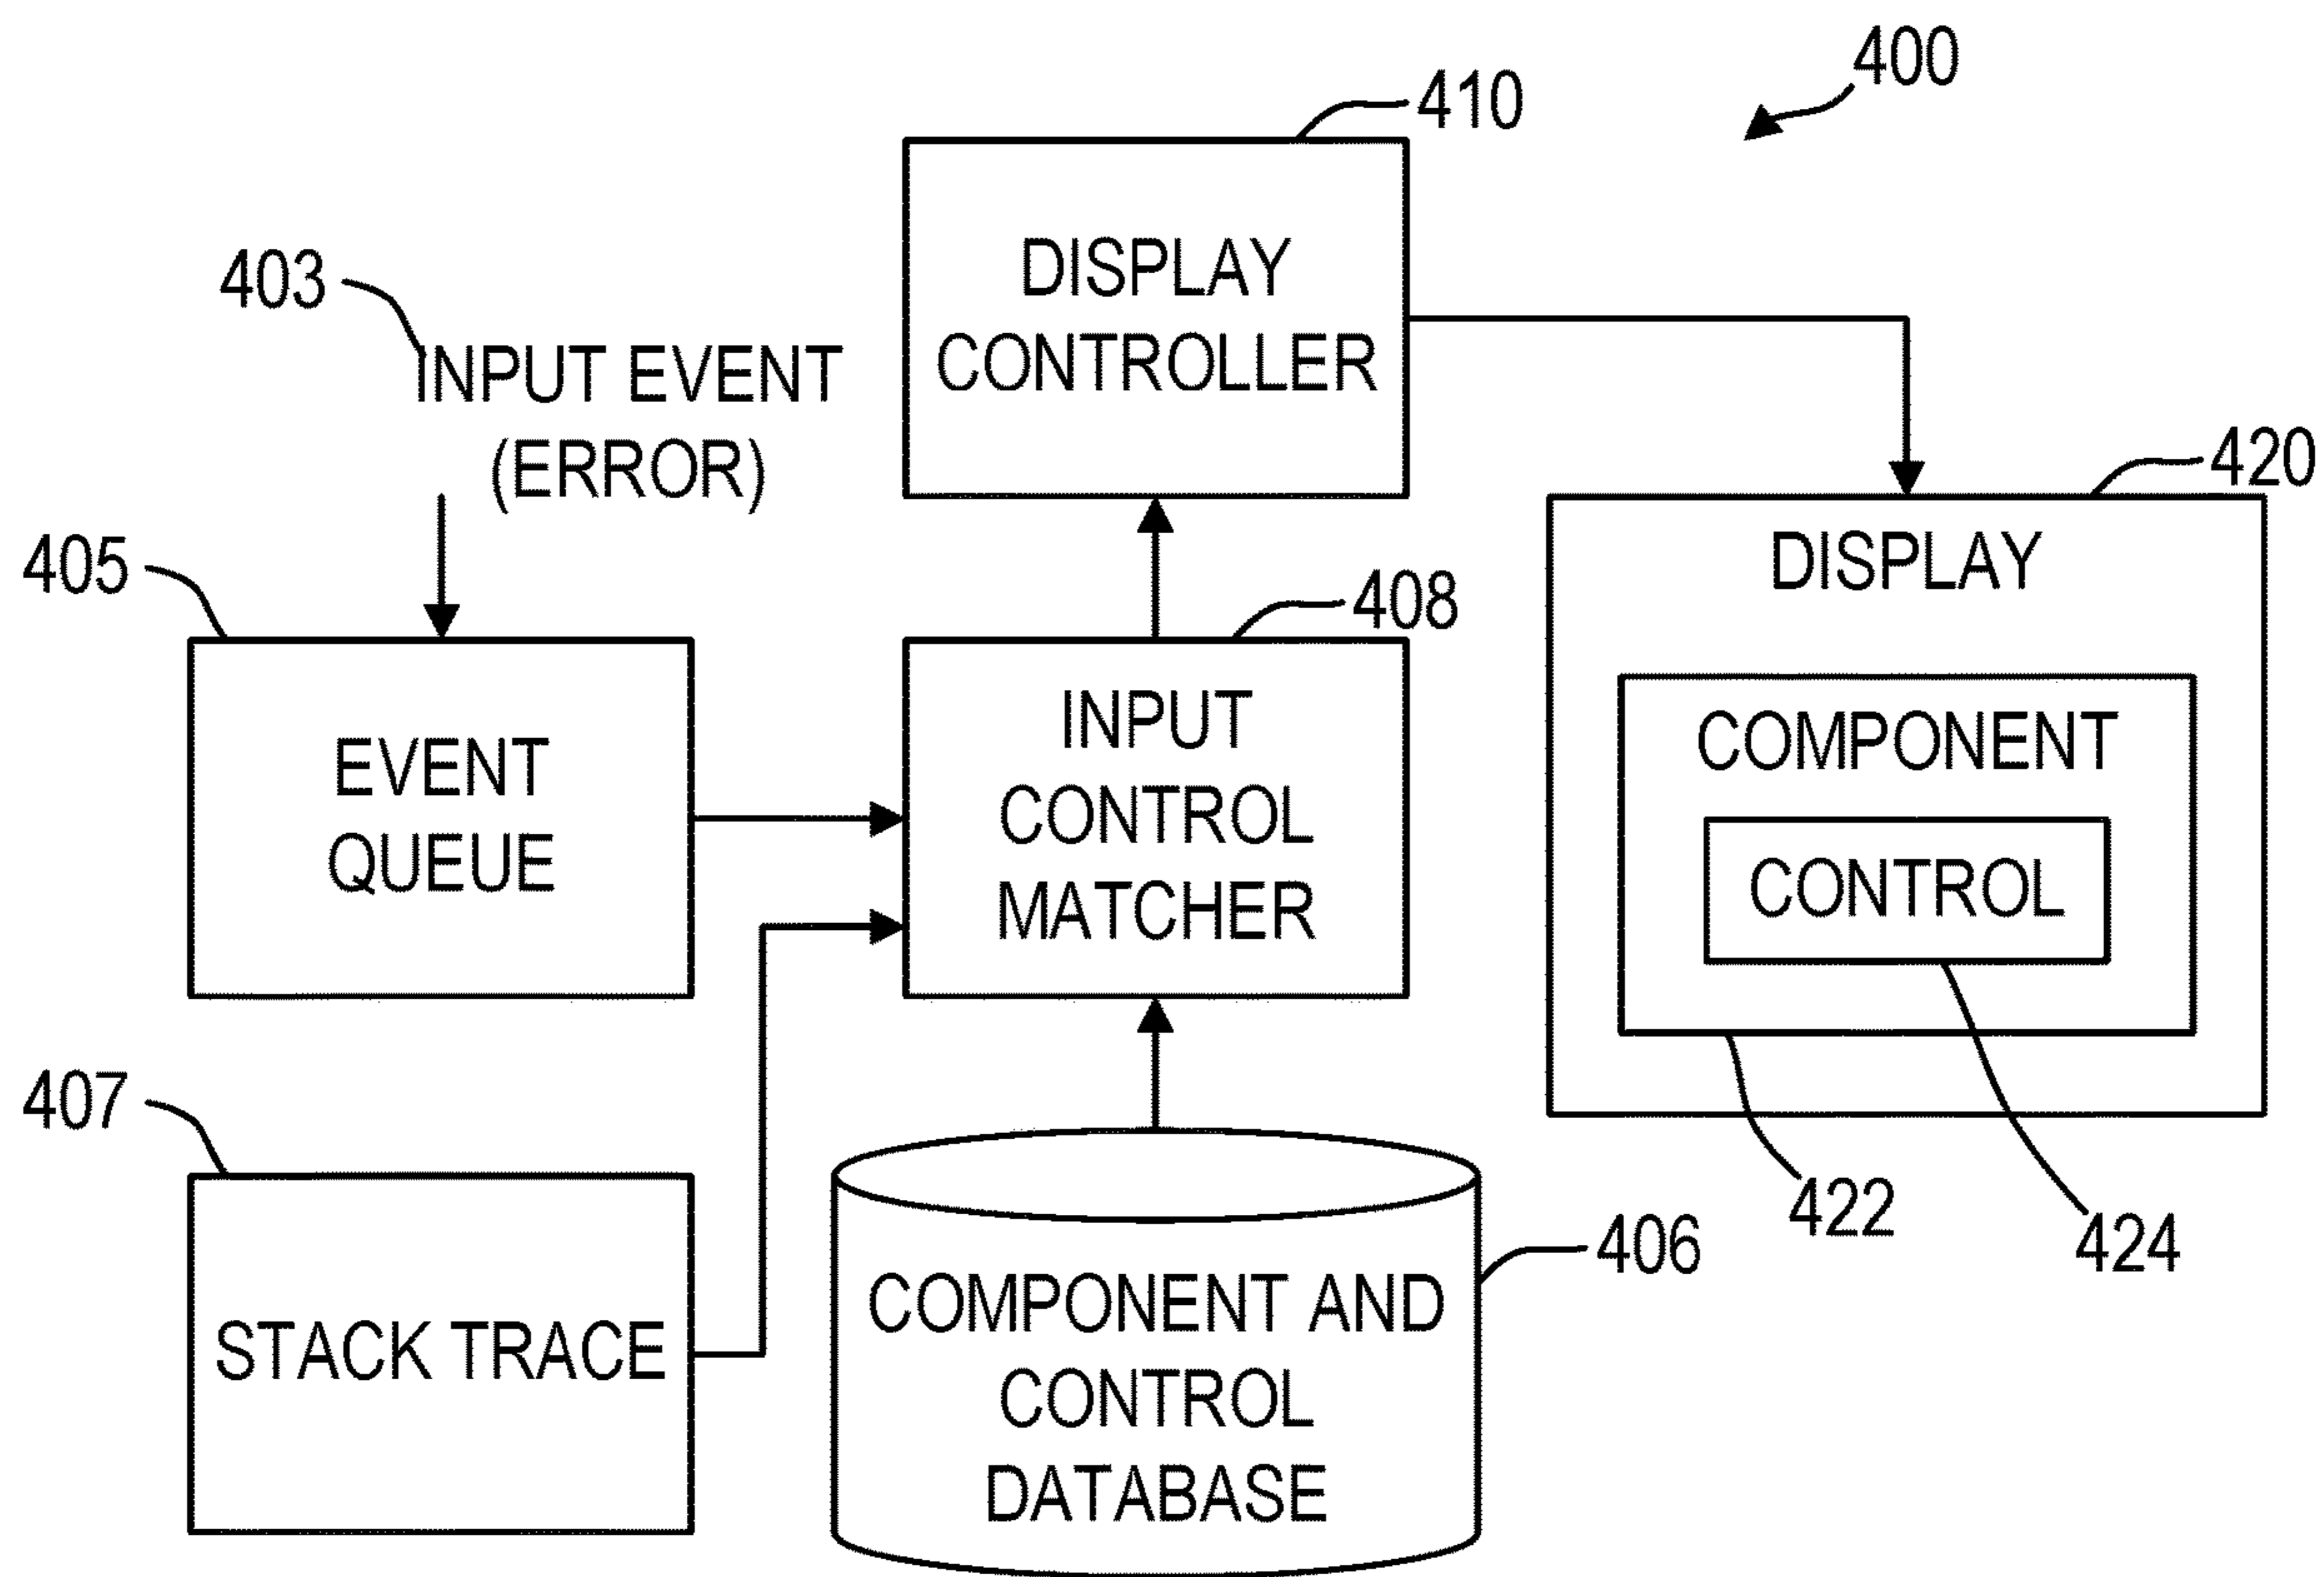 400
410
DISPLAY
CONTROLLER
403
INPUT EVENT
(ERROR)
420
DISPLAY
405
408
EVENT
QUEUE
INPUT
CONTROL
MATCHER
COMPONENT
CONTROL
407
STACK TRACE
422
424
406
COMPONENT AND
CONTROL
DATABASE